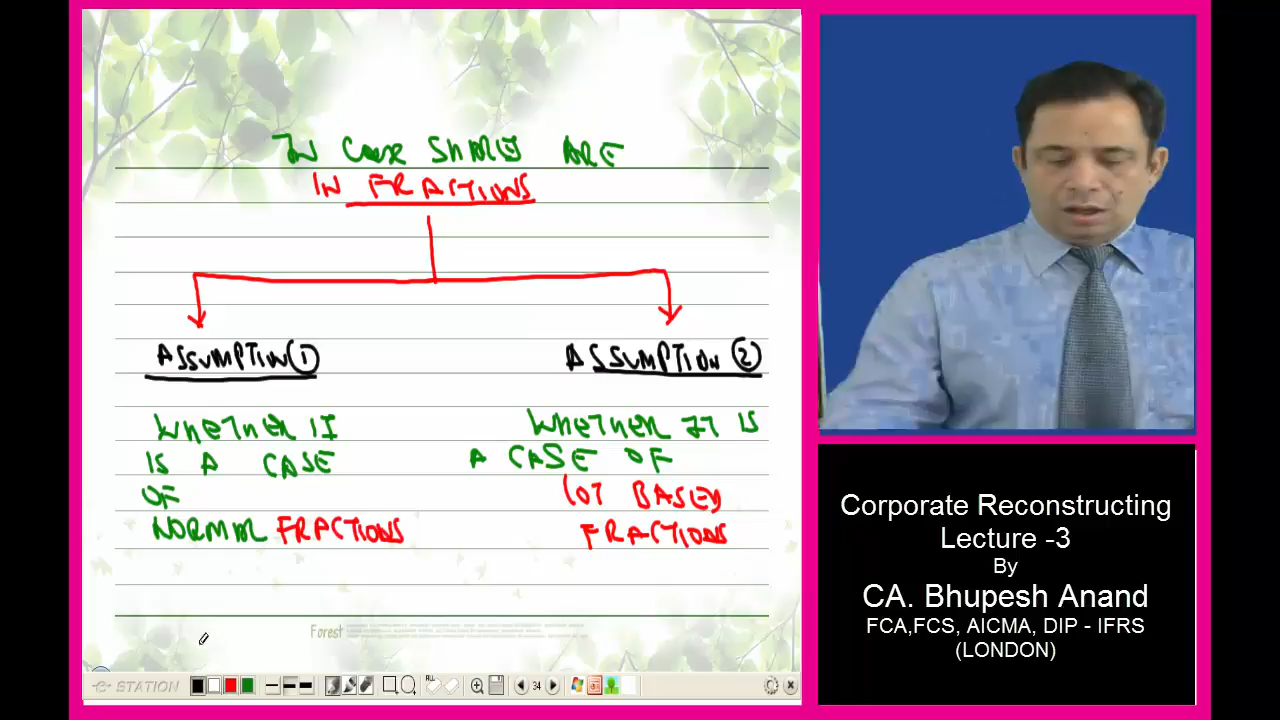 IN CASE SHARES ARE
IN FRACTIONS
ASSUMPTION (1)
ASSUMPTION (2)
WHETHER IT
IS A CASE
OF
NORMAL FRACTIONS
WHETHER IT IS
A CASE OF
LOT BASED
FRACTIONS
Forest
e-STATION
34
Corporate Reconstructing
Lecture -3
By
CA. Bhupesh Anand
FCA,FCS, AICMA, DIP - IFRS
(LONDON)